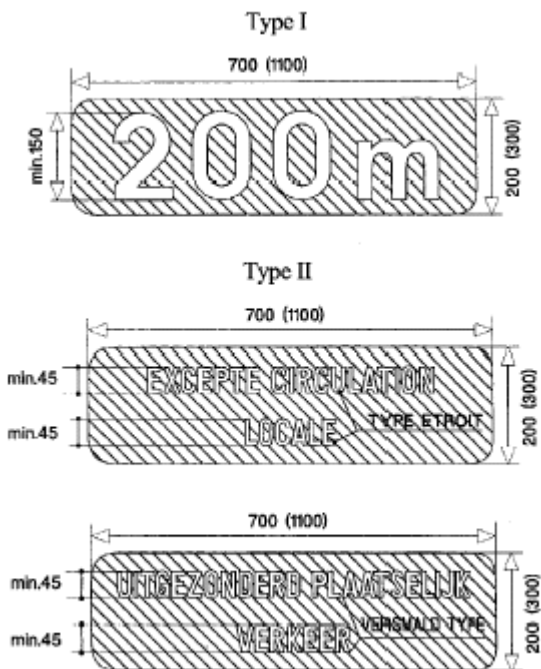 Type I
700 (1100)
min.150
200 m
200 (300)
Type II
700 (1100)
min.45
EXCEPTE CIRCULATION
min.45
LOCALE
TYPE ETROIT
200 (300)
700 (1100)
min.45
UITGEZONDERD PLAATSELIJK
min.45
VERKEER
VERSMALD TYPE
200 (300)